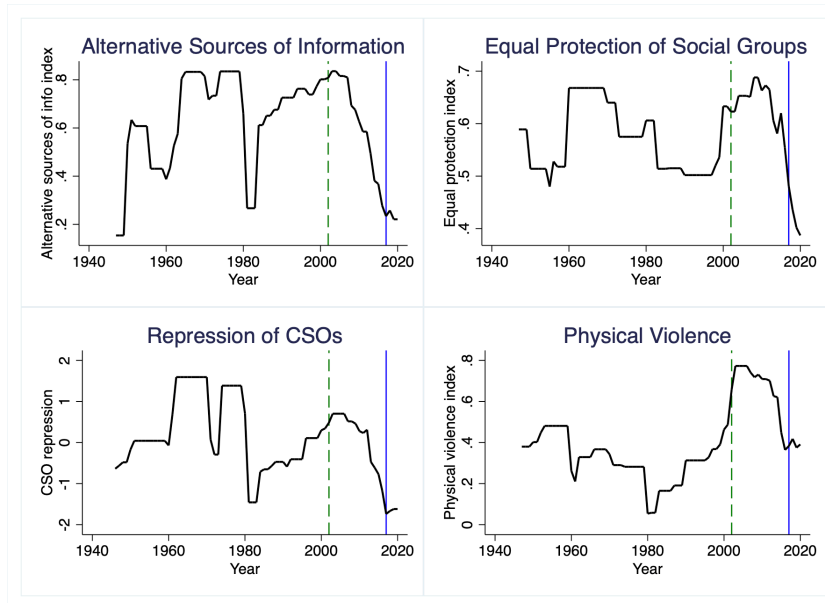 Alternative Sources of Information
Alternative sources of info index
.8
.6
.4
.2
1940 1960 1980 2000 2020
Year
Equal Protection of Social Groups
Equal protection index
.7
.6
.5
.4
1940 1960 1980 2000 2020
Year
Repression of CSOs
CSO repression
2
1
0
-1
-2
1940 1960 1980 2000 2020
Year
Physical Violence
Physical violence index
.8
.6
.4
.2
0
1940 1960 1980 2000 2020
Year